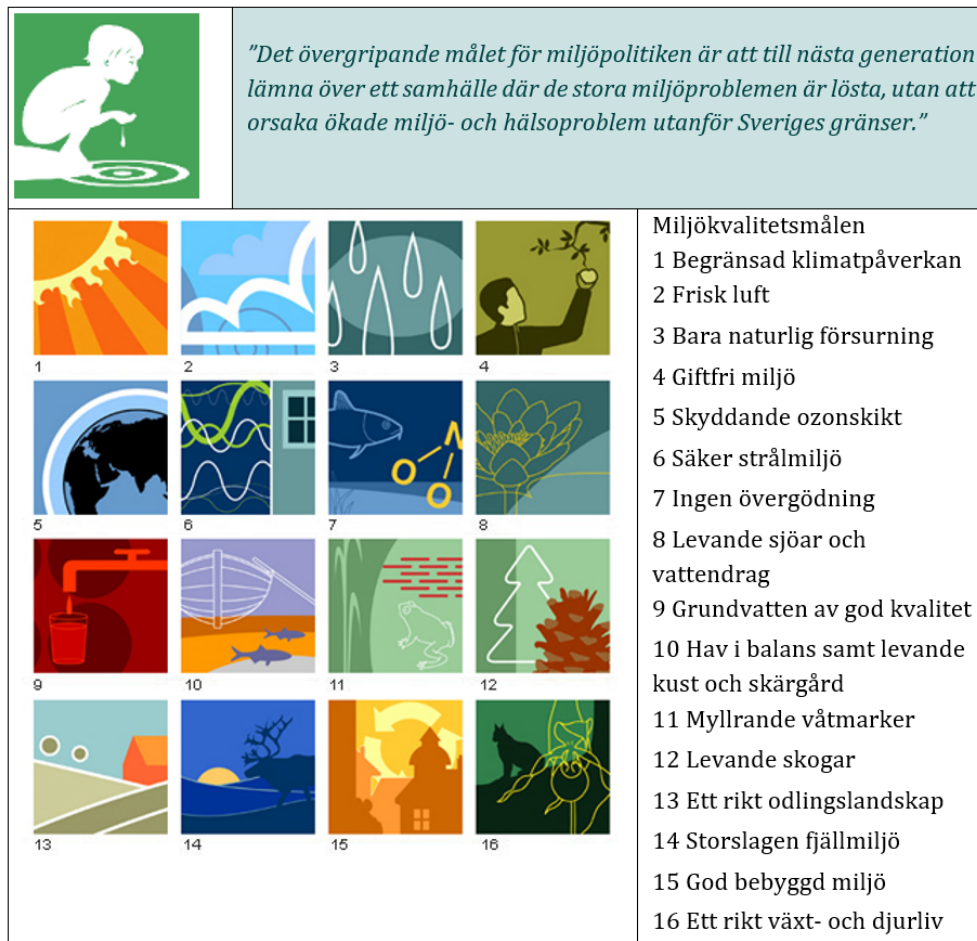 ”Det övergripande målet för miljöpolitiken är att till nästa generation
lämna över ett samhälle där de stora miljöproblemen är lösta, utan att
orsaka ökade miljö- och hälsoproblem utanför Sveriges gränser.”
1
2
3
4
N
O
O
5
6
7
8
9
10
11
12
13
14
15
16
Miljökvalitetsmålen
1 Begränsad klimatpåverkan
2 Frisk luft
3 Bara naturlig försurning
4 Giftfri miljö
5 Skyddande ozonskikt
6 Säker strålmiljö
7 Ingen övergödning
8 Levande sjöar och
vattendrag
9 Grundvatten av god kvalitet
10 Hav i balans samt levande
kust och skärgård
11 Myllrande våtmarker
12 Levande skogar
13 Ett rikt odlingslandskap
14 Storslagen fjällmiljö
15 God bebyggd miljö
16 Ett rikt växt- och djurliv